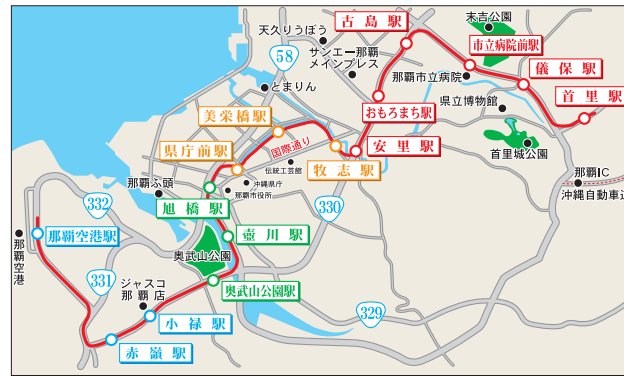 末吉公園
古島駅
天久りうぼう
58
サンエー那覇
メインプレス
市立病院前駅
那覇市立病院
儀保駅
とまりん
おもろまち駅
県立博物館
首里駅
美栄橋駅
国際通り
安里駅
首里城公園
県庁前駅
牧志駅
伝統工芸館
沖縄県庁
那覇市役所
那覇IC
沖縄自動車道
那覇ふ頭
旭橋駅
330
332
那覇空港駅
那覇空港
壺川駅
奥武山公園
331
ジャスコ
那覇店
奥武山公園駅
329
小禄駅
赤嶺駅